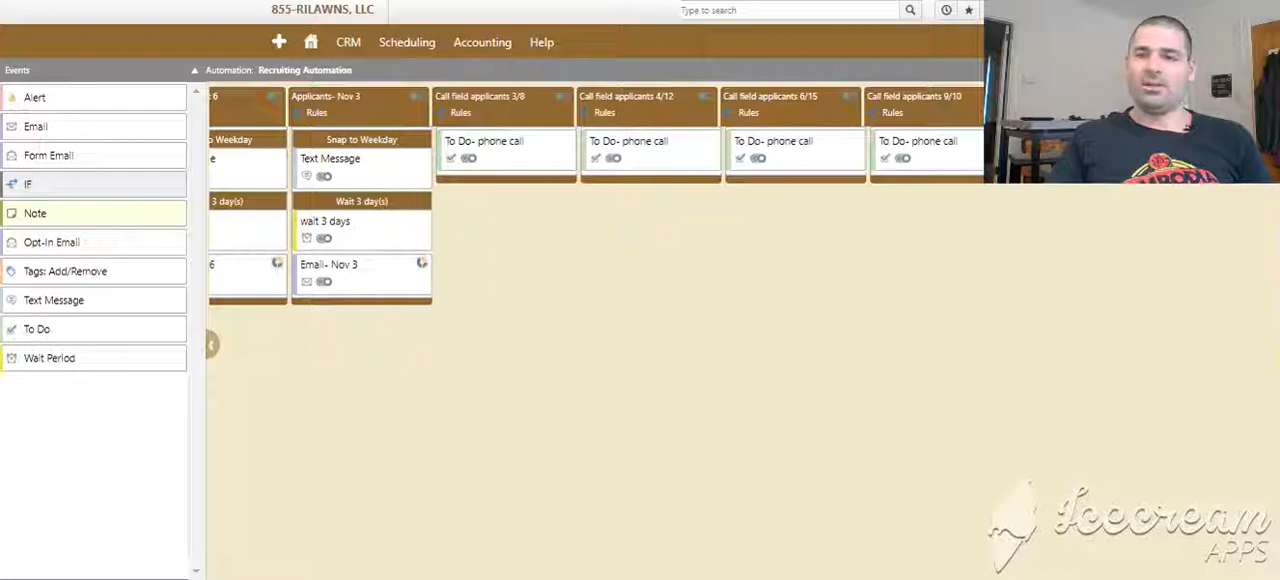 855-RILAWNS, LLC
Type to search
CRM Scheduling Accounting Help
Events
Automation: Recruiting Automation
Alert
Email
Form Email
IF
Note
Opt-In Email
Tags: Add/Remove
Text Message
To Do
Wait Period
: 6
Rules
o Weekday
e
3 day(s)
6
Applicants- Nov 3
Rules
Snap to Weekday
Text Message
Wait 3 day(s)
wait 3 days
Email- Nov 3
Call field applicants 3/8
Rules
To Do- phone call
Call field applicants 4/12
Rules
To Do- phone call
Call field applicants 6/15
Rules
To Do- phone call
Call field applicants 9/10
Rules
To Do- phone call
Icecream
APPS